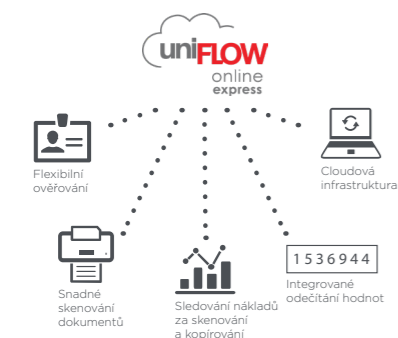 uniFLOW
online
express
Flexibilní
ověřování
Cloudová
infrastruktura
Snadné
skenování
dokumentů
Sledování nákladů
za skenování
a kopírování
1536944
Integrované
odečítání hodnot